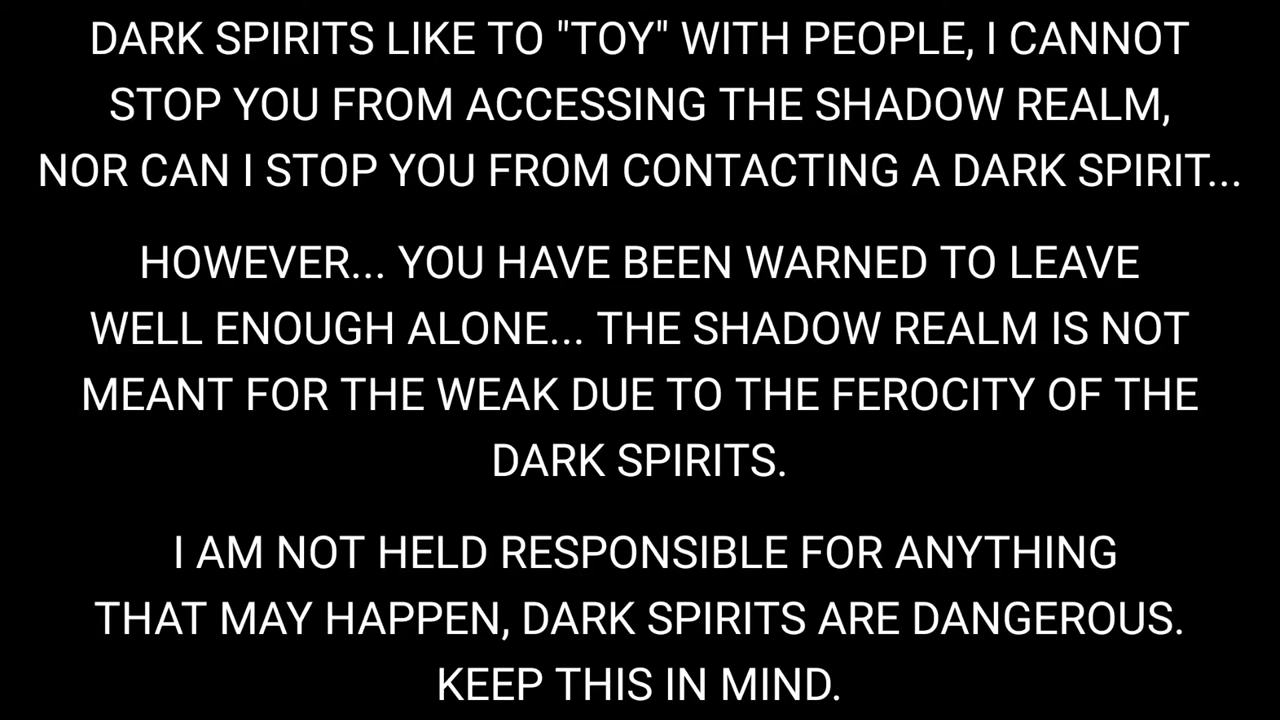 DARK SPIRITS LIKE TO "TOY" WITH PEOPLE, I CANNOT
STOP YOU FROM ACCESSING THE SHADOW REALM,
NOR CAN I STOP YOU FROM CONTACTING A DARK SPIRIT...
HOWEVER... YOU HAVE BEEN WARNED TO LEAVE
WELL ENOUGH ALONE... THE SHADOW REALM IS NOT
MEANT FOR THE WEAK DUE TO THE FEROCITY OF THE
DARK SPIRITS.
I AM NOT HELD RESPONSIBLE FOR ANYTHING
THAT MAY HAPPEN, DARK SPIRITS ARE DANGEROUS.
KEEP THIS IN MIND.